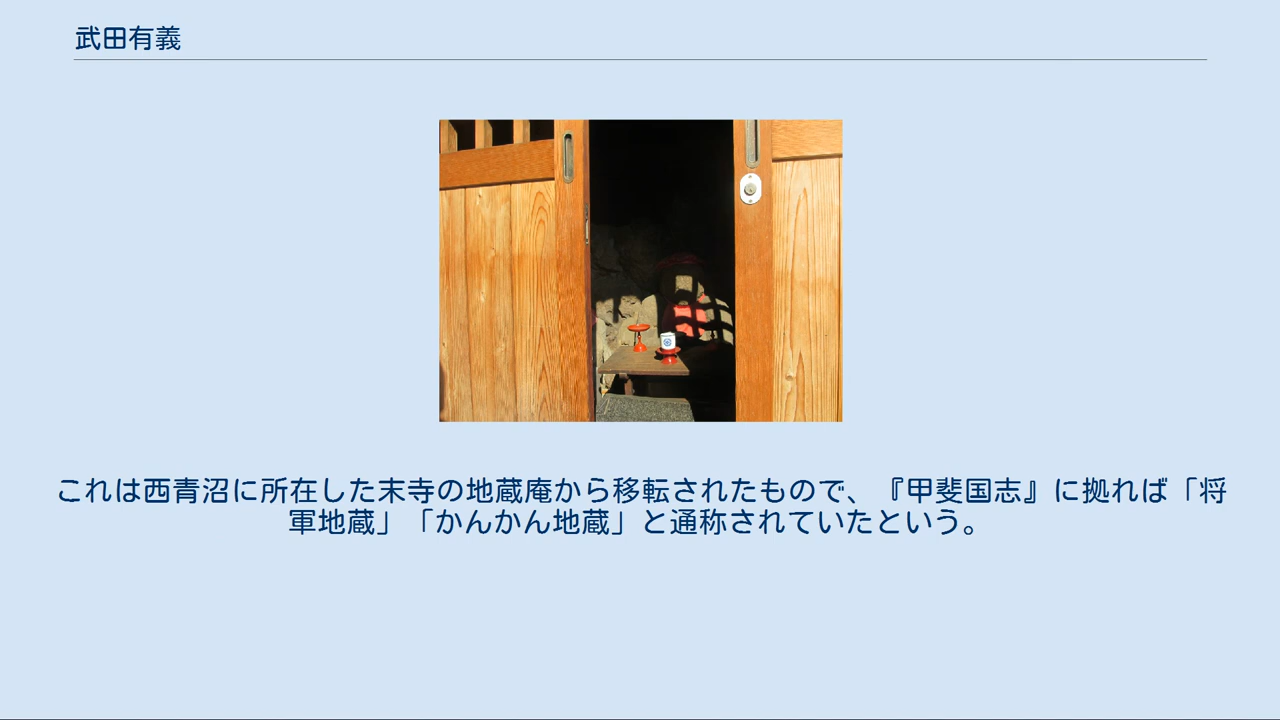 武田有義
これは西青沼に所在した末寺の地蔵庵から移転されたもので、『甲斐国志』に拠れば「将
軍地蔵」「かんかん地蔵」と通称されていたという。